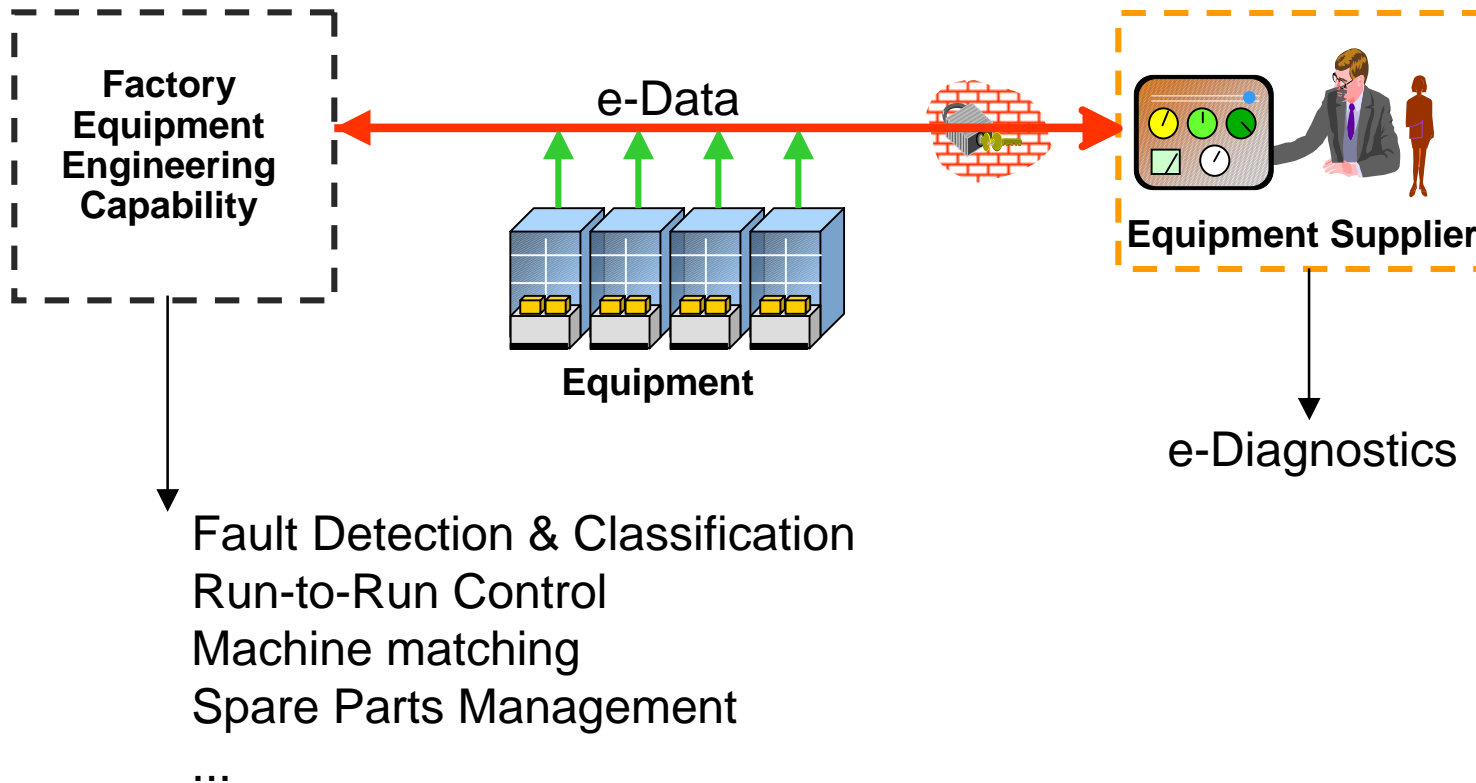 Factory
Equipment
Engineering
Capability
e-Data
Equipment
Equipment Supplier
e-Diagnostics
Fault Detection & Classification
Run-to-Run Control
Machine matching
Spare Parts Management
...